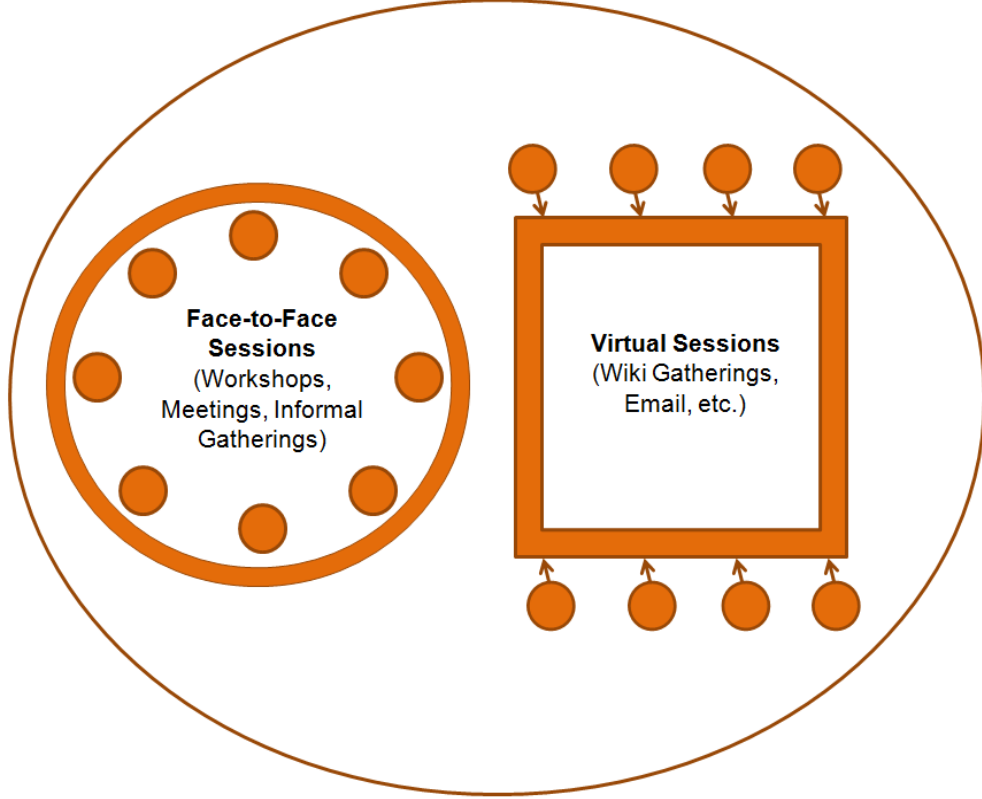 Face-to-Face
Sessions
(Workshops,
Meetings, Informal
Gatherings)
Virtual Sessions
(Wiki Gatherings,
Email, etc.)